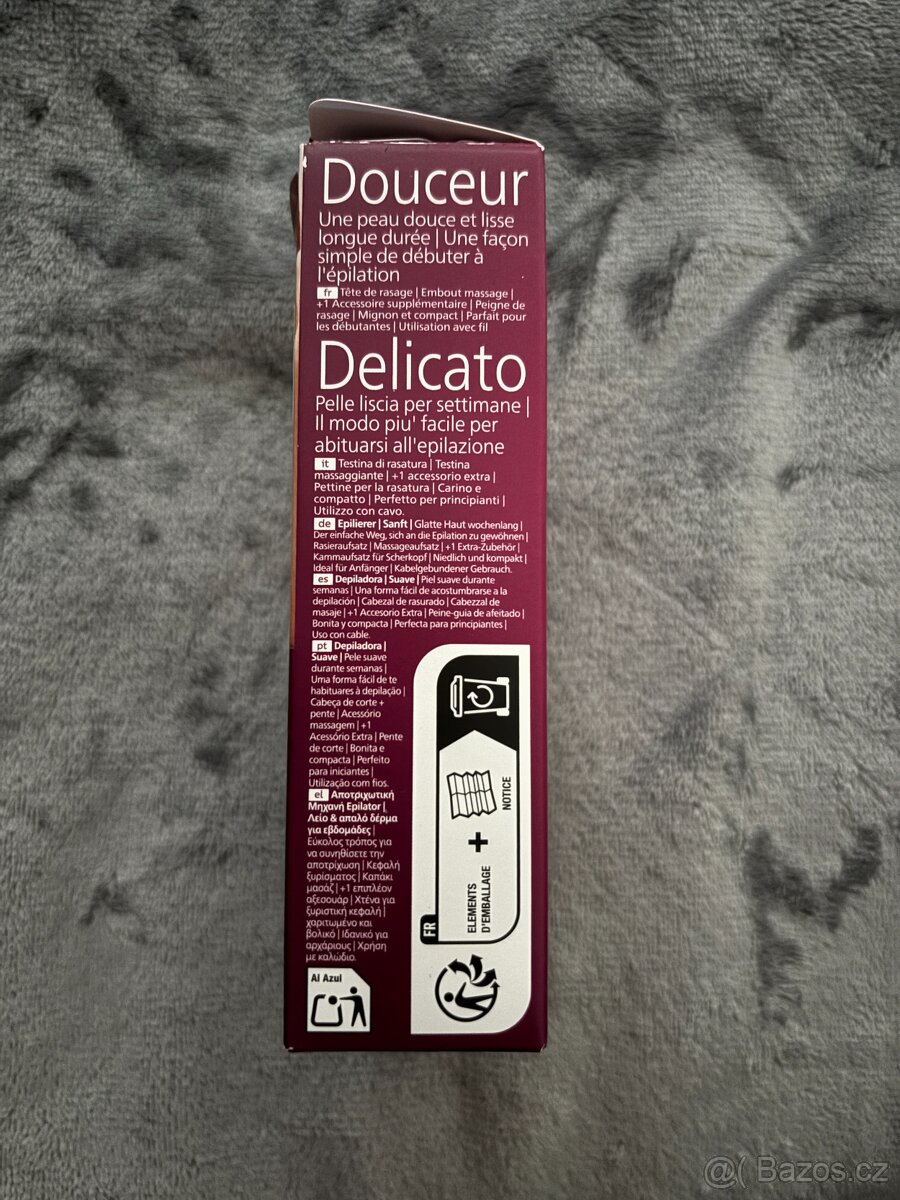 Douceur
Une peau douce et lisse
longue durée | Une façon
simple de débuter à
l'épilation
fr Tête de rasage | Embout massage |
+1 Accessoire supplémentaire | Peigne de
rasage | Mignon et compact | Parfait pour
les débutantes | Utilisation avec fil
Delicato
Pelle liscia per settimane |
Il modo piu' facile per
abituarsi all'epilazione
it Testina di rasatura | Testina
massaggiante | +1 accessorio extra |
Pettine per la rasatura | Carino e
compatto | Perfetto per principianti |
Utilizzo con cavo.
de Epilierer | Sanft | Glatte Haut wochenlang |
Der einfache Weg, sich an die Epilation zu gewöhnen |
Rasieraufsatz | Massageaufsatz | +1 Extra-Zubehör |
Kammaufsatz für Scherkopf | Niedlich und kompakt |
Ideal für Anfänger | Kabelgebundener Gebrauch.
es Depiladora | Suave | Piel suave durante
semanas | Una forma fácil de acostumbrarse a la
depilación | Cabezal de rasurado | Cabezzal de
masaje | +1 Accesorio Extra | Peine-guia de afeitado |
Bonita y compacta | Perfecta para principiantes |
Uso con cable.
pt Depiladora |
Suave | Pele suave
durante semanas |
Uma forma fácil de te
habituares à depilação |
Cabeça de corte +
pente | Acessório
massagem | +1
Acessório Extra | Pente
de corte | Bonita e
compacta | Perfeito
para iniciantes |
Utilização com fios.
el Αποτριχωτική
Μηχανή Epilator |
Λείο & απαλό δέρμα
για εβδομάδες |
Εύκολος τρόπος για
να συνηθίσετε την
αποτρίχωση | Κεφαλή
ξυρίσματος | Καπάκι
μασάζ | +1 επιπλέον
αξεσουάρ | Χτένα για
ξυριστική κεφαλή |
χαριτωμένο και
βολικό | Ιδανικό για
αρχάριους | Χρήση
με καλώδιο.
Al Azul
FR
ELEMENTS
D'EMBALLAGE
+
NOTICE
@( Bazos.cz